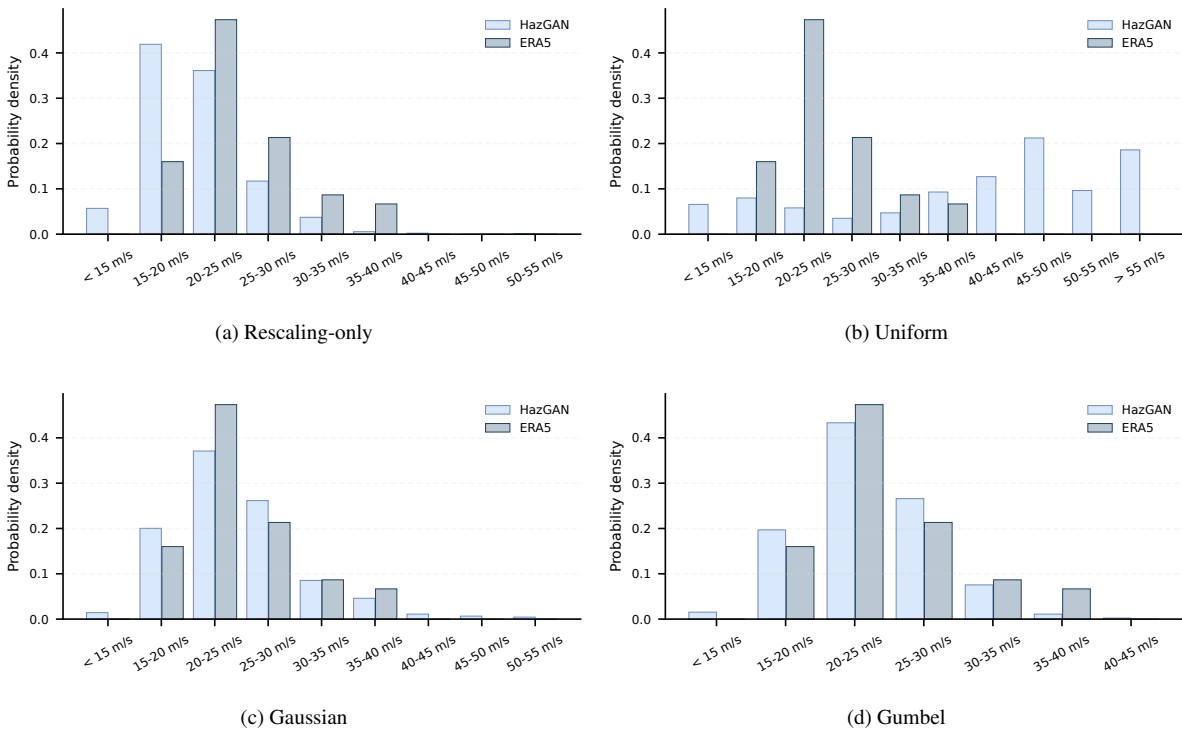 Probability density
0.4
0.3
0.2
0.1
0.0
HazGAN
ERA5
< 15 m/s
15-20 m/s
20-25 m/s
25-30 m/s
30-35 m/s
35-40 m/s
40-45 m/s
45-50 m/s
50-55 m/s
(a) Rescaling-only
Probability density
0.4
0.3
0.2
0.1
0.0
HazGAN
ERA5
< 15 m/s
15-20 m/s
20-25 m/s
25-30 m/s
30-35 m/s
35-40 m/s
40-45 m/s
45-50 m/s
50-55 m/s
> 55 m/s
(b) Uniform
Probability density
0.4
0.3
0.2
0.1
0.0
HazGAN
ERA5
< 15 m/s
15-20 m/s
20-25 m/s
25-30 m/s
30-35 m/s
35-40 m/s
40-45 m/s
45-50 m/s
50-55 m/s
(c) Gaussian
Probability density
0.4
0.3
0.2
0.1
0.0
HazGAN
ERA5
< 15 m/s
15-20 m/s
20-25 m/s
25-30 m/s
30-35 m/s
35-40 m/s
40-45 m/s
(d) Gumbel